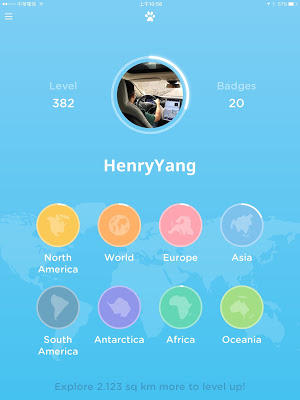 中華電信
上午10:56
57%
Level
382
Badges
20
HenryYang
North America
World
Europe
Asia
South America
Antarctica
Africa
Oceania
Explore 2.123 sq km more to level up!